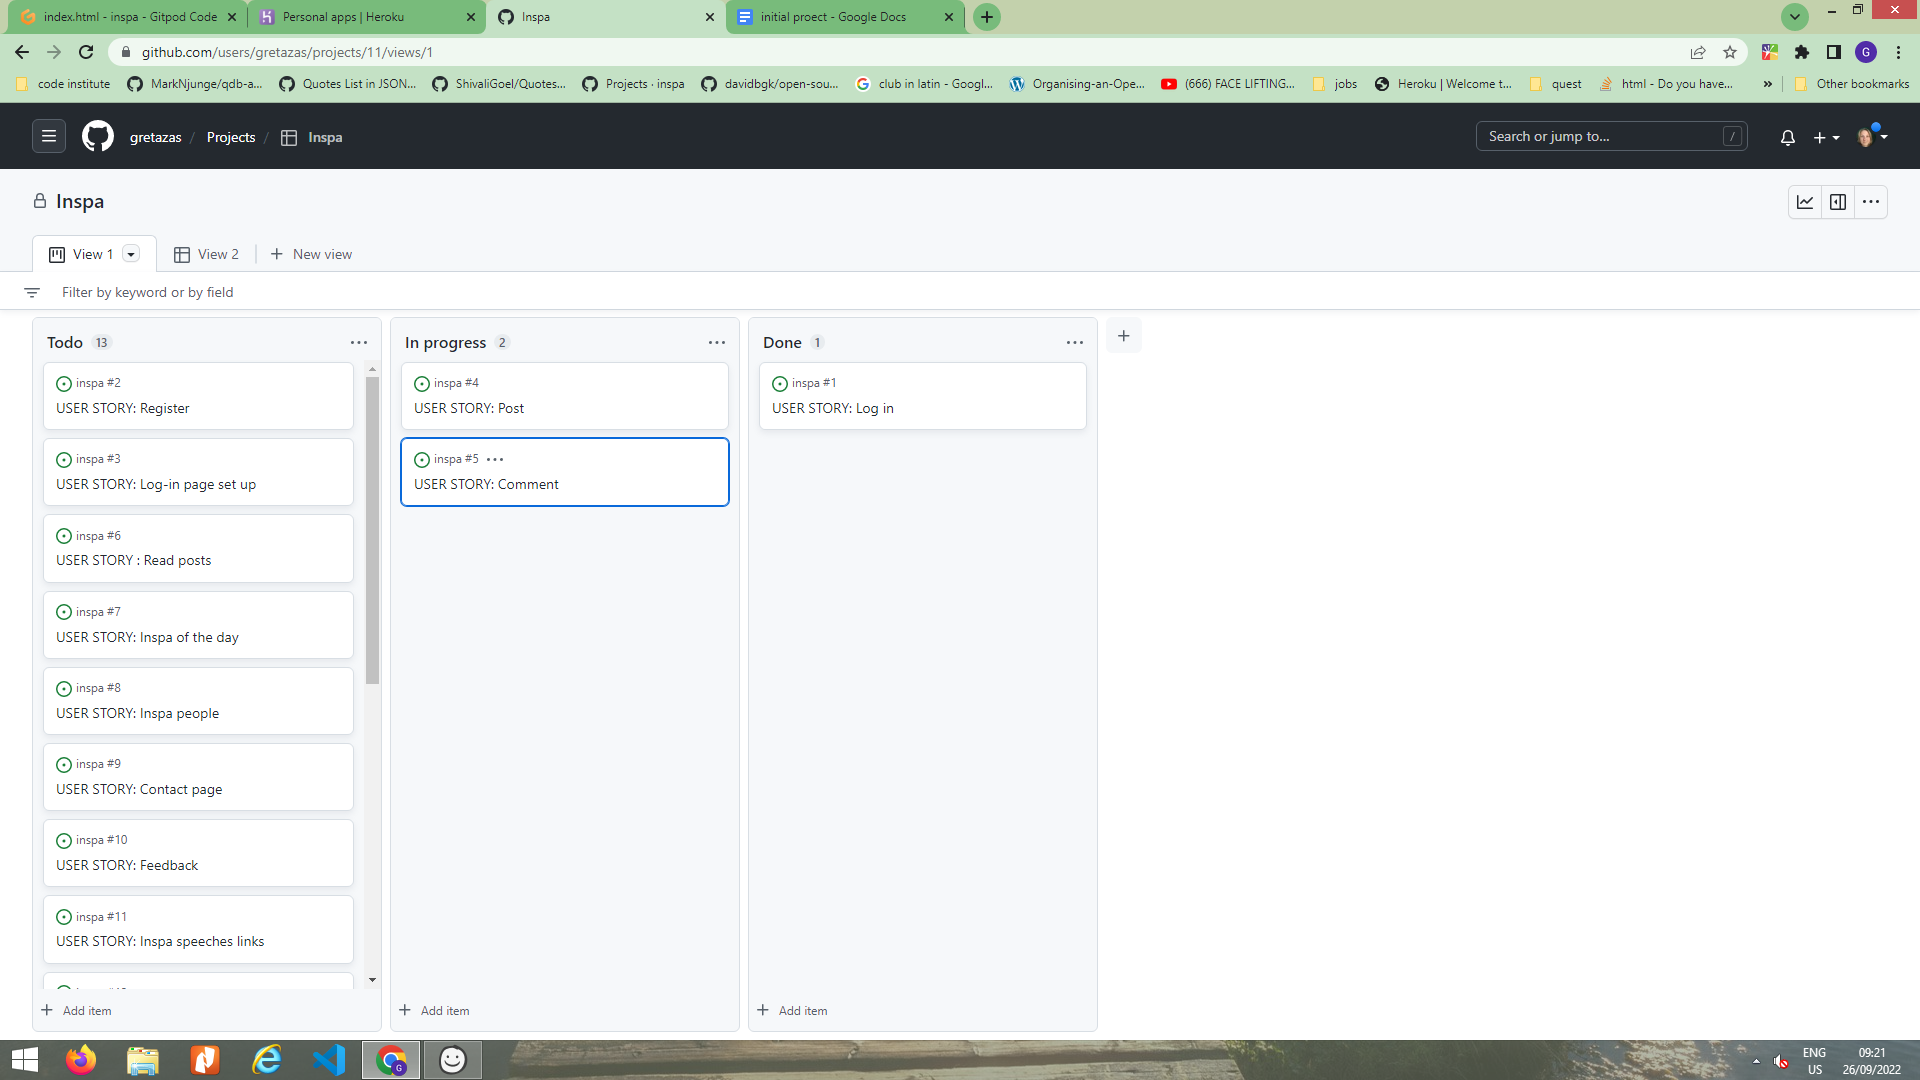 index.html - inspa - Gitpod Code
Personal apps | Heroku
Inspa
initial proect - Google Docs
github.com/users/gretazas/projects/11/views/1
G
code institute
MarkNjunge/qdb-a...
Quotes List in JSON...
ShivaliGoel/Quotes...
Projects · inspa
davidbgk/open-sou...
club in latin - Googl...
Organising-an-Ope...
(666) FACE LIFTING...
jobs
Heroku | Welcome t...
quest
html - Do you have...
»
Other bookmarks
gretazas / Projects / Inspa
Search or jump to...
/
Inspa
View 1
View 2
New view
Filter by keyword or by field
Todo 13
inspa #2
USER STORY: Register
inspa #3
USER STORY: Log-in page set up
inspa #6
USER STORY : Read posts
inspa #7
USER STORY: Inspa of the day
inspa #8
USER STORY: Inspa people
inspa #9
USER STORY: Contact page
inspa #10
USER STORY: Feedback
inspa #11
USER STORY: Inspa speeches links
Add item
In progress 2
inspa #4
USER STORY: Post
inspa #5
USER STORY: Comment
Add item
Done 1
inspa #1
USER STORY: Log in
Add item
G
ENG
US
09:21
26/09/2022